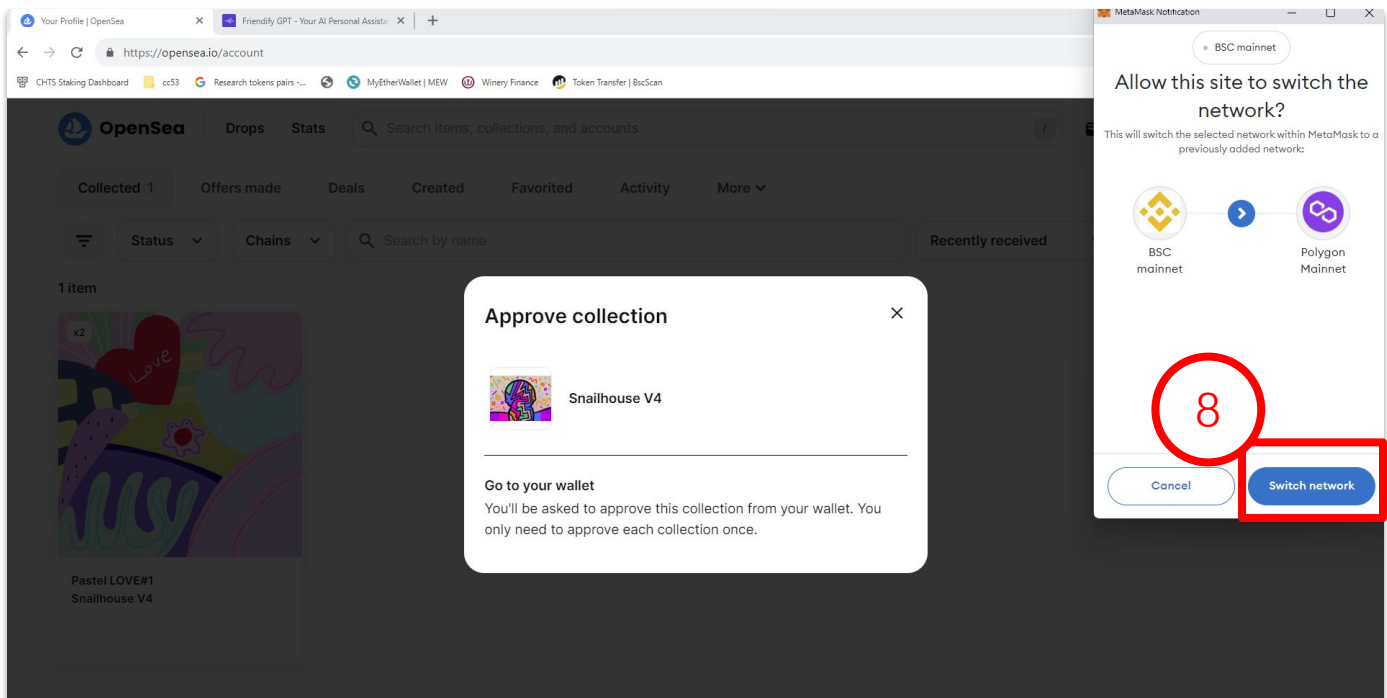 Your Profile | OpenSea
Friendify GPT - Your AI Personal Assista
MetaMask Notification
https://opensea.io/account
CHTS Staking Dashboard
cc53
Research tokens pairs -...
MyEtherWallet | MEW
Winery Finance
Token Transfer | BscScan
BSC mainnet
Allow this site to switch the
network?
This will switch the selected network within MetaMask to a
previously added network:
BSC
mainnet
Polygon
Mainnet
8
Cancel
Switch network
OpenSea
Drops
Stats
Search items, collections, and accounts
/
Collected 1
Offers made
Deals
Created
Favorited
Activity
More
Status
Chains
Search by name
Recently received
1 item
x2
Love
Pastel LOVE#1
Snailhouse V4
Approve collection
Snailhouse V4
Go to your wallet
You'll be asked to approve this collection from your wallet. You
only need to approve each collection once.